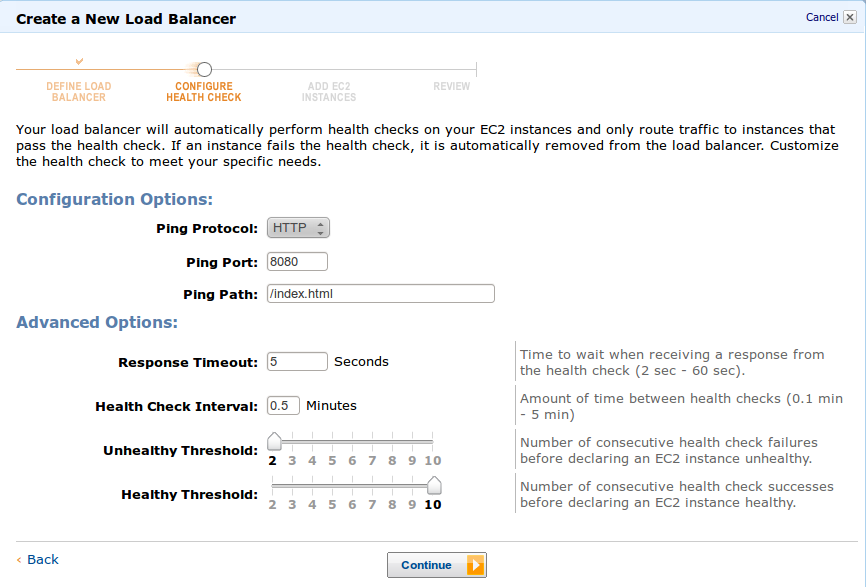 Create a New Load Balancer
Cancel
DEFINE LOAD
BALANCER
CONFIGURE
HEALTH CHECK
ADD EC2
INSTANCES
REVIEW
Your load balancer will automatically perform health checks on your EC2 instances and only route traffic to instances that
pass the health check. If an instance fails the health check, it is automatically removed from the load balancer. Customize
the health check to meet your specific needs.
Configuration Options:
Ping Protocol: HTTP
Ping Port: 8080
Ping Path: /index.html
Advanced Options:
Response Timeout: 5 Seconds
Time to wait when receiving a response from
the health check (2 sec - 60 sec).
Health Check Interval: 0.5 Minutes
Amount of time between health checks (0.1 min
- 5 min)
Unhealthy Threshold:
2 3 4 5 6 7 8 9 10
Number of consecutive health check failures
before declaring an EC2 instance unhealthy.
Healthy Threshold:
2 3 4 5 6 7 8 9 10
Number of consecutive health check successes
before declaring an EC2 instance healthy.
‹ Back
Continue